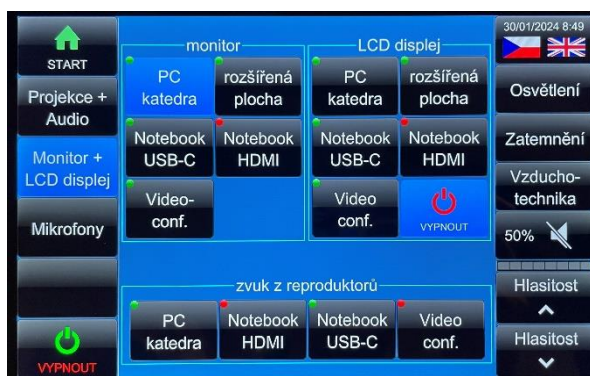 30/01/2024 8:49
START
Projekce +
Audio
Monitor +
LCD displej
Mikrofony
VYPNOUT
monitor
PC
katedra
rozšířená
plocha
Notebook
USB-C
Notebook
HDMI
Video-
conf.
LCD displej
PC
katedra
rozšířená
plocha
Notebook
USB-C
Notebook
HDMI
Video
conf.
VYPNOUT
zvuk z reproduktorů
PC
katedra
Notebook
HDMI
Notebook
USB-C
Video
conf.
Osvětlení
Zatemnění
Vzducho-
technika
50%
Hlasitost
Hlasitost